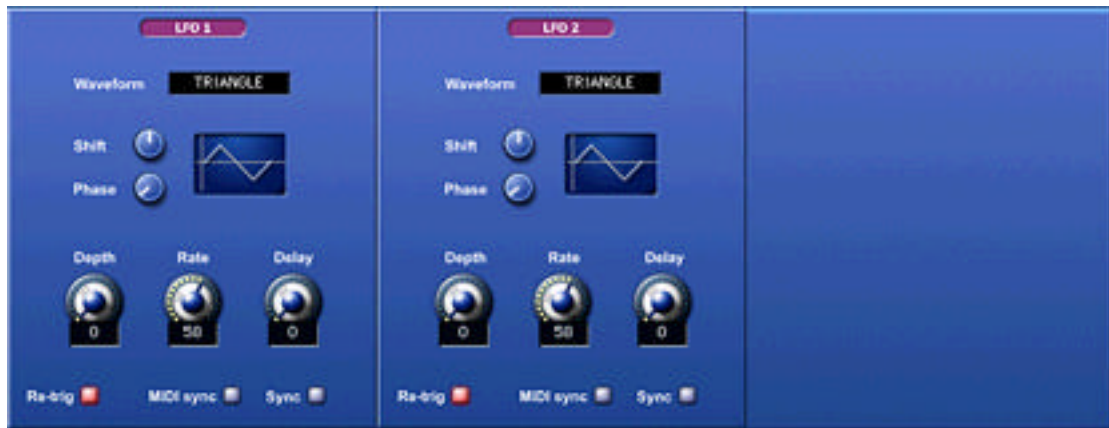 LFO 1
Waveform TRIANGLE
Shift
Phase
Depth Rate Delay
0 58 0
Re-trig MIDI sync Sync
LFO 2
Waveform TRIANGLE
Shift
Phase
Depth Rate Delay
0 58 0
Re-trig MIDI sync Sync